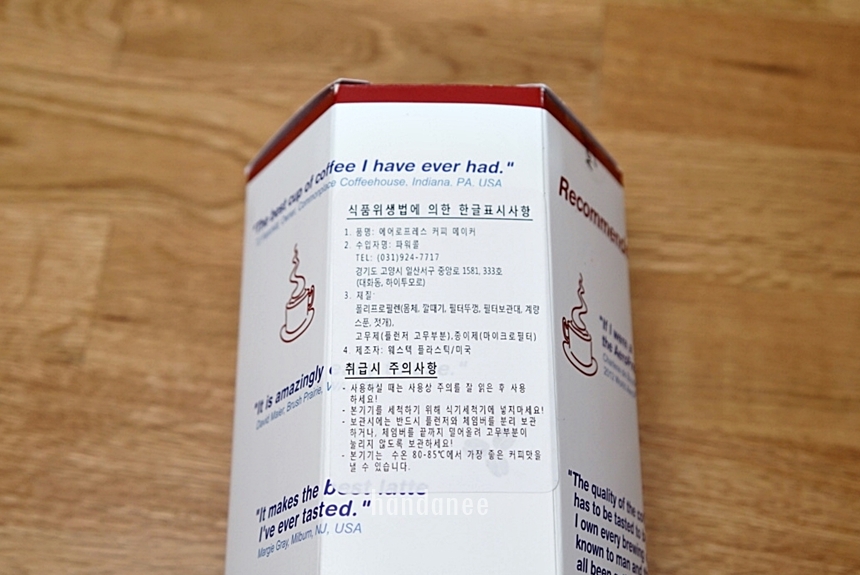 "The best cup of coffee I have ever had."
Owner, Commonplace Coffeehouse, Indiana, PA. USA
식품위생법에 의한 한글표시사항
1. 품명: 에어로프레스 커피 메이커
2. 수입자명: 파워콜
TEL: (031)924-7717
경기도 고양시 일산서구 중앙로 1581, 333호
(대화동, 하이투모로)
3. 재질:
폴리프로필렌(몸체, 깔때기, 필터뚜껑, 필터보관대, 계량
스푼, 젓개),
고무제(플런저 고무부분),종이제(마이크로필터)
4. 제조자: 웨스텍 플라스틱/미국
취급시 주의사항
- 사용하실 때는 사용상 주의를 잘 읽은 후 사용
하세요!
- 본기기를 세척하기 위해 식기세척기에 넣지마세요!
- 보관시에는 반드시 플런저와 체임버를 분리 보관
하거나, 체임버를 끝까지 밀어올려 고무부분이
눌리지 않도록 보관하세요!
- 본기기는 수온 80-85℃에서 가장 좋은 커피맛을
낼 수 있습니다.
"It is amazingly
David Maier, Brush Prairie,
"It makes the best latte
I've ever tasted."
Margie Gray, Milburn, NJ, USA
handanee
Recommend
"If I were a
the AeroP
"The quality of the co
has to be tasted to b
I own every brewing
known to man and
all been